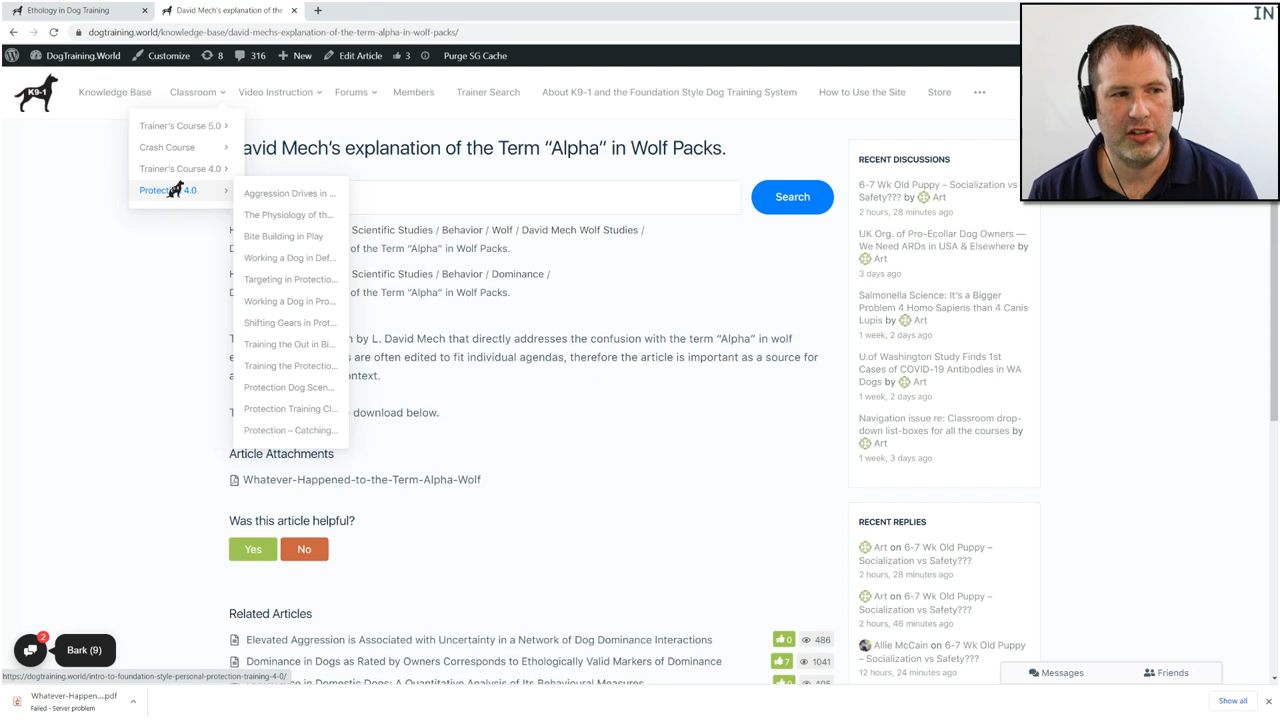 Ethology in Dog Training
David Mech's explanation of the
dogtraining.world/knowledge-base/david-mechs-explanation-of-the-term-alpha-in-wolf-packs/
DogTraining.World
Customize
8
316
New
Edit Article
3
Purge SG Cache
IN
K9-1
Knowledge Base
Classroom
Video Instruction
Forums
Members
Trainer Search
About K9-1 and the Foundation Style Dog Training System
How to Use the Site
Store
Trainer's Course 5.0
Crash Course
Trainer's Course 4.0
4.0
Aggression Drives in ...
The Physiology of th...
Bite Building in Play
Working a Dog in Def...
Targeting in Protectio...
Working a Dog in Pro...
Shifting Gears in Prot...
Training the Out in Bi...
Training the Protectio...
Protection Dog Scen...
Protection Training Cl...
Protection – Catching...
avid Mech's explanation of the Term "Alpha" in Wolf Packs.
Search
Scientific Studies / Behavior / Wolf / David Mech Wolf Studies /
of the Term "Alpha" in Wolf Packs.
Scientific Studies / Behavior / Dominance /
of the Term "Alpha" in Wolf Packs.
by L. David Mech that directly addresses the confusion with the term "Alpha" in wolf
are often edited to fit individual agendas, therefore the article is important as a source for
download below.
Article Attachments
Whatever-Happened-to-the-Term-Alpha-Wolf
Was this article helpful?
Yes
No
Related Articles
Elevated Aggression is Associated with Uncertainty in a Network of Dog Dominance Interactions
0
486
Dominance in Dogs as Rated by Owners Corresponds to Ethologically Valid Markers of Dominance
7
1041
RECENT DISCUSSIONS
6-7 Wk Old Puppy – Socialization vs
Safety??? by Art
2 hours, 28 minutes ago
UK Org. of Pro-Ecollar Dog Owners —
We Need ARDs in USA & Elsewhere by
Art
3 days ago
Salmonella Science: It's a Bigger
Problem 4 Homo Sapiens than 4 Canis
Lupis by Art
1 week, 2 days ago
U.of Washington Study Finds 1st
Cases of COVID-19 Antibodies in WA
Dogs by Art
1 week, 2 days ago
Navigation issue re: Classroom drop-
down list-boxes for all the courses by
Art
1 week, 3 days ago
RECENT REPLIES
Art on 6-7 Wk Old Puppy –
Socialization vs Safety???
2 hours, 28 minutes ago
Art on 6-7 Wk Old Puppy –
Socialization vs Safety???
2 hours, 46 minutes ago
Allie McCain on 6-7 Wk Old Puppy
– Socialization vs Safety???
12 hours, 24 minutes ago
2
Bark (9)
Messages
Friends
https://dogtraining.world/intro-to-foundation-style-personal-protection-training-4-0/
Whatever-Happen....pdf
Failed - Server problem
Show all